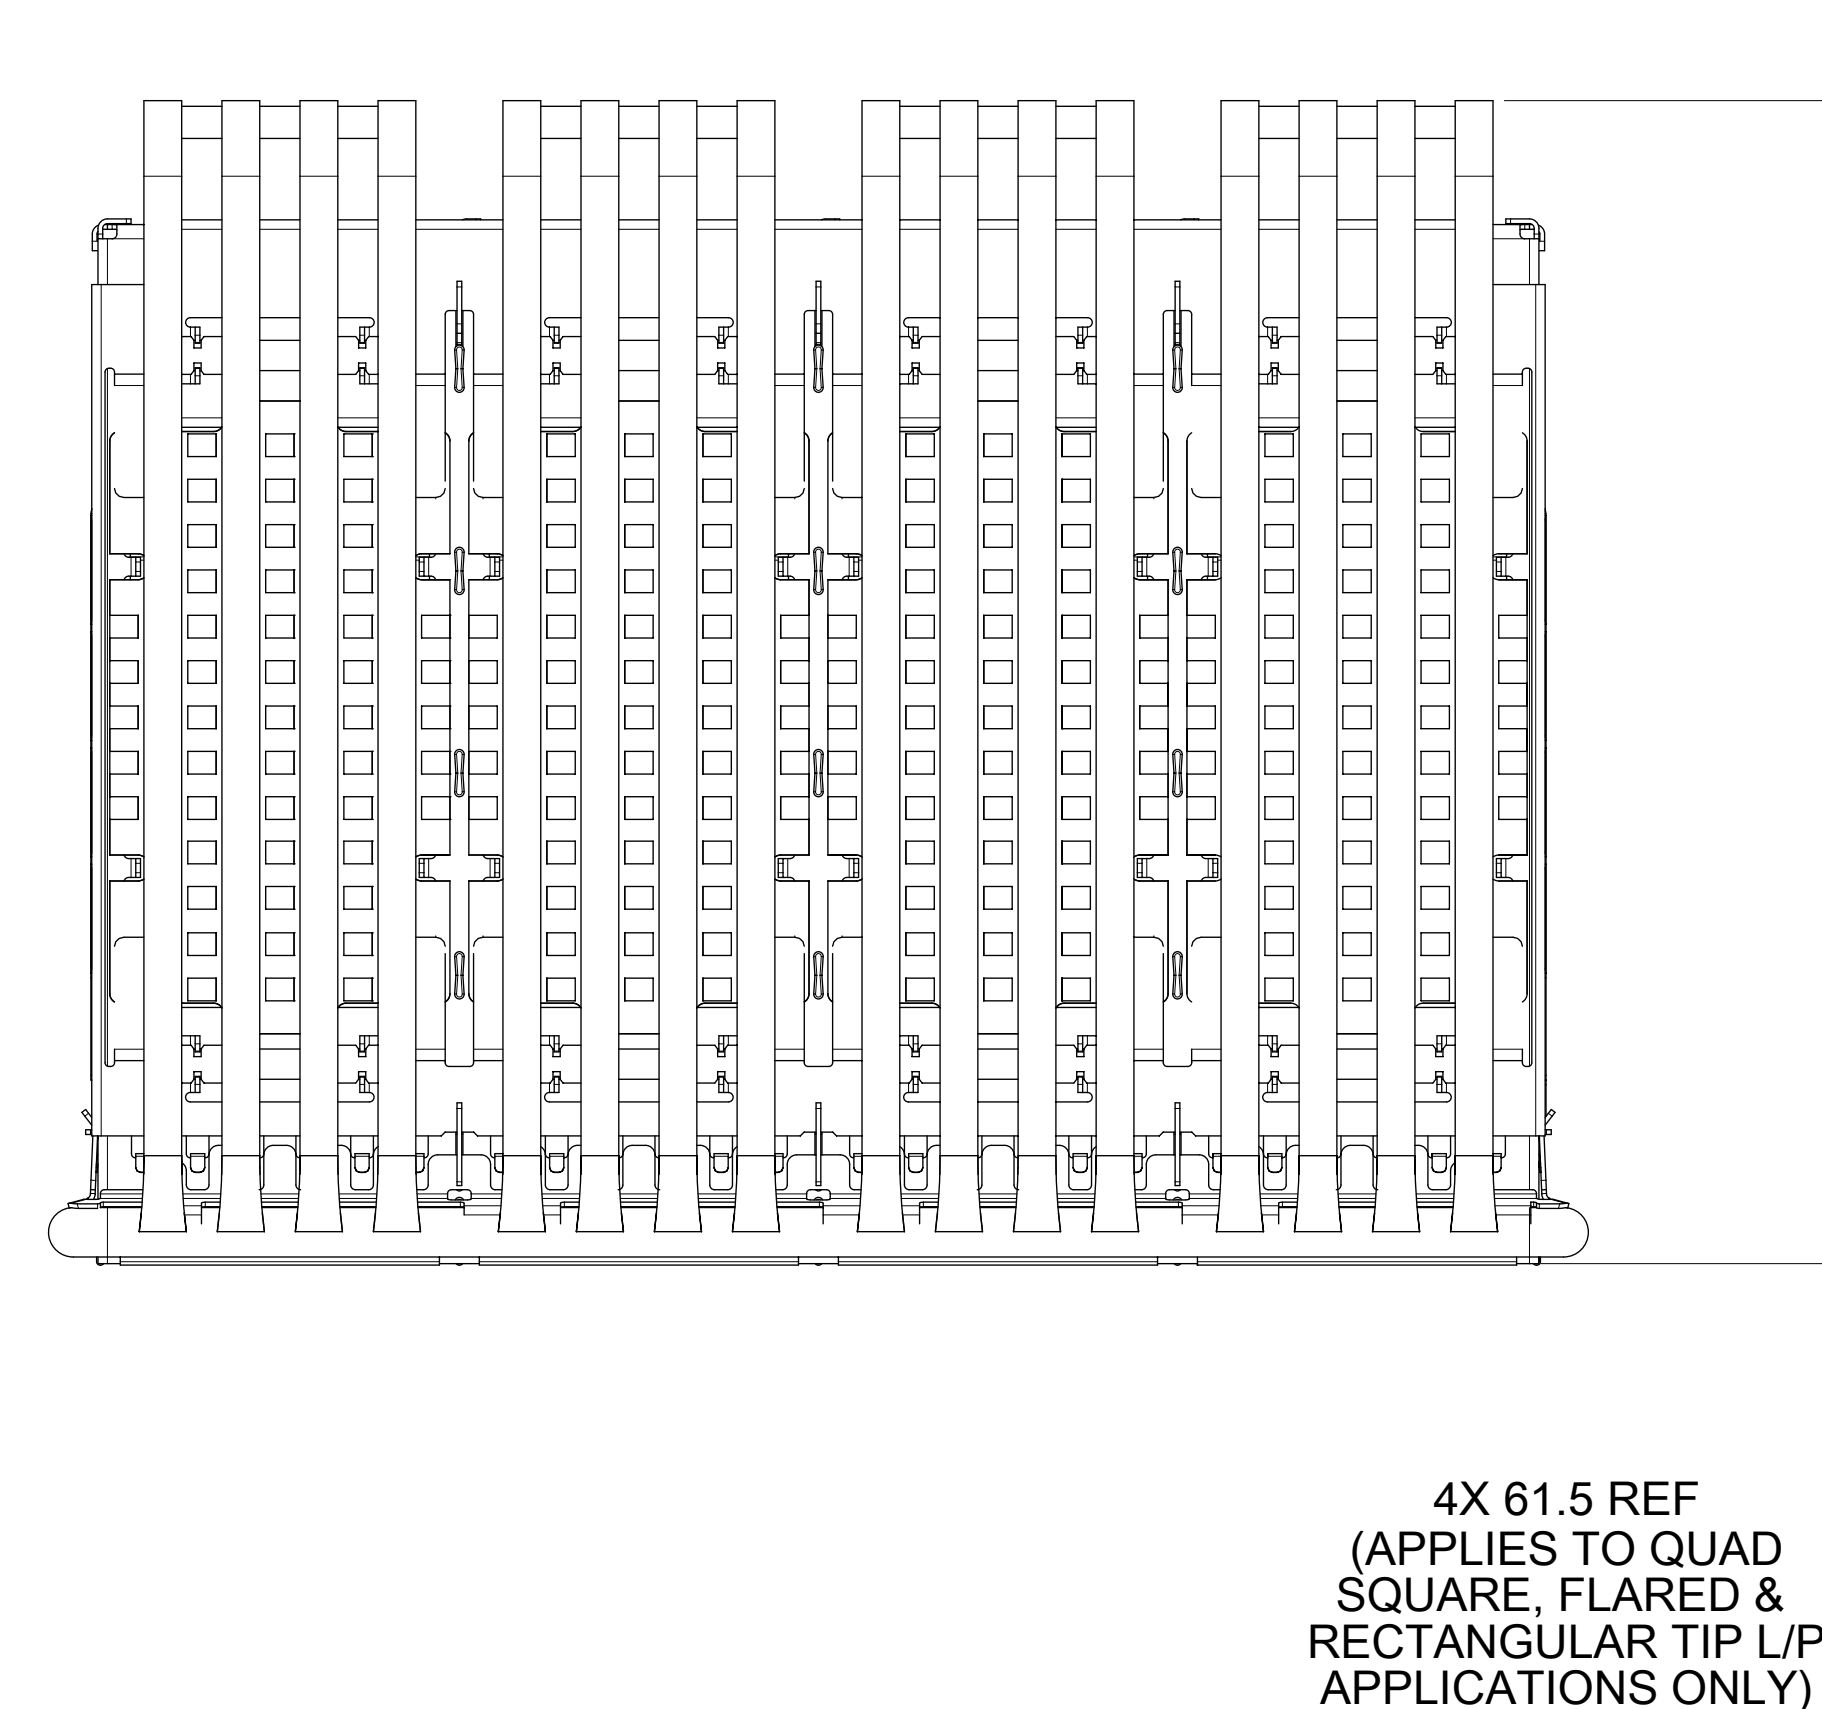 4X 61.5 REF
(APPLIES TO QUAD
SQUARE, FLARED &
RECTANGULAR TIP L/P
APPLICATIONS ONLY)